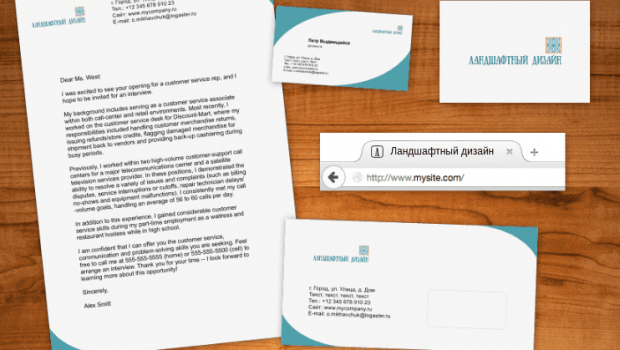 ЛАНДШАФТНЫЙ ДИЗАЙН
г. Город, ул. Улица, д. Дом
Тел.: +12 345 678 910 23
Сайт: www.mycompany.ru
E-mail: o.mikhavchuk@logaster.ru
Dear Ms. West:
I was excited to see your opening for a customer service rep, and I
hope to be invited for an interview.
My background includes serving as a customer service associate
within both call-center and retail environments. Most recently, I
worked on the customer service desk for Discount-Mart, where my
responsibilities included handling customer merchandise returns,
issuing refunds/store credits, flagging damaged merchandise for
shipment back to vendors and providing back-up cashiering during
busy periods.
Previously, I worked within two high-volume customer-support call
centers for a major telecommunications carrier and a satellite
television services provider. In these positions, I demonstrated the
ability to resolve a variety of issues and complaints (such as billing
disputes, service interruptions or cutoffs, repair technician delays/
no-shows and equipment malfunctions). I consistently met my call
-volume goals, handling an average of 56 to 60 calls per day.
In addition to this experience, I gained considerable customer
service skills during my part-time employment as a waitress and
restaurant hostess while in high school.
I am confident that I can offer you the customer service,
communication and problem-solving skills you are seeking. Feel
free to call me at 555-555-5555 (home) or 555-555-5500 (cell) to
arrange an interview. Thank you for your time -- I look forward to
learning more about this opportunity!
Sincerely,
Alex Smitt
ЛАНДШАФТНЫЙ ДИЗАЙН
Петр Выдающийся
г. Город, ул. Улица, д. Дом
Тел.: +12 345 678 910 23
Сайт: www.mycompany.ru
E-mail: o.mikhavchuk@logaster.ru
ЛАНДШАФТНЫЙ ДИЗАЙН
Ландшафтный дизайн
http://www.mysite.com/
ЛАНДШАФТНЫЙ ДИЗАЙН
г. Город, ул. Улица, д. Дом
Текст, текст, текст, текст
Тел.: +12 345 678 910 23
Сайт: www.mycompany.ru
E-mail: o.mikhavchuk@logaster.ru